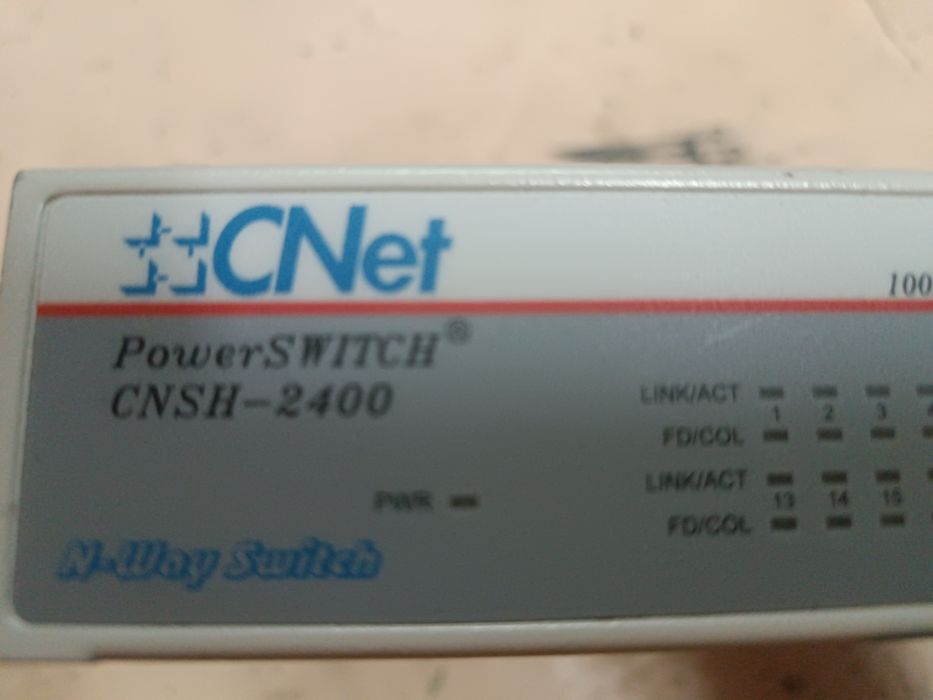 CNet
100
PowerSWITCH®
CNSH-2400
LINK/ACT
1 2 3
FD/COL
PWR
LINK/ACT
13 14 15
FD/COL
N-Way Switch